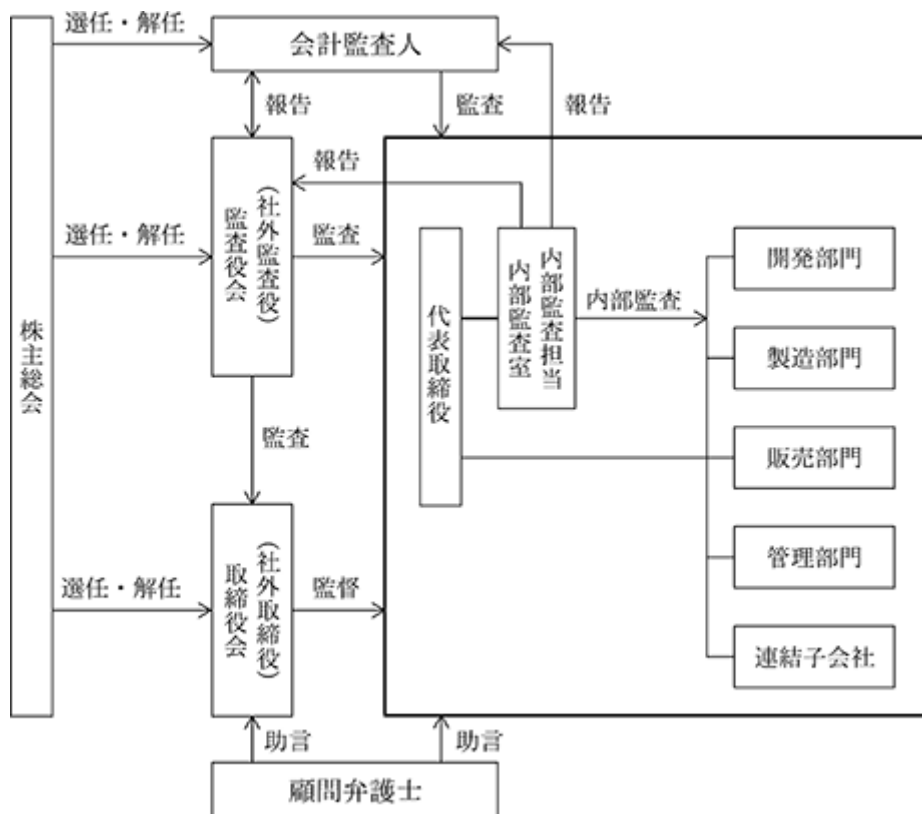 選任・解任
会計監査人
報告
監査
報告
報告
選任・解任
監査役会
(社外監査役)
監査
株主総会
代表取締役
内部監査室
内部監査担当
内部監査
開発部門
製造部門
販売部門
管理部門
連結子会社
監査
選任・解任
取締役会
(社外取締役)
監督
助言
助言
顧問弁護士